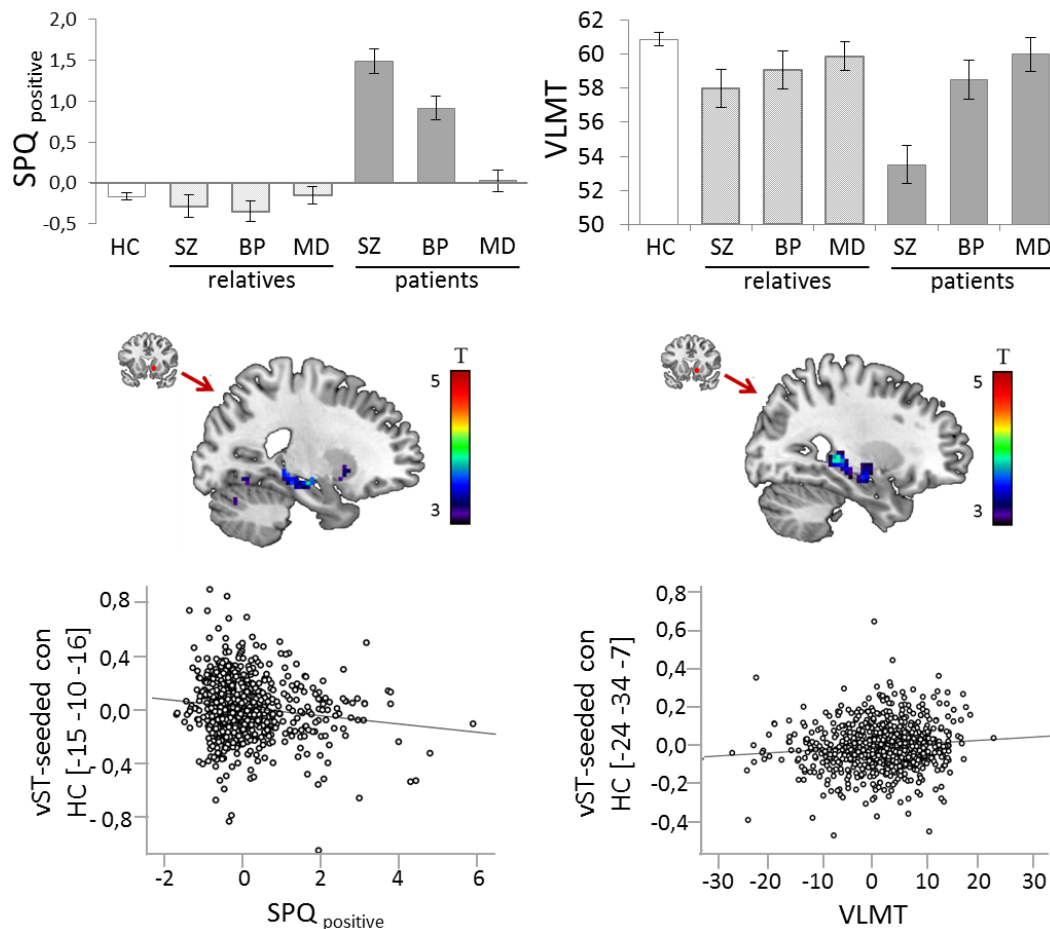 SPQ positive
2,0
1,5
1,0
0,5
0,0
-0,5
HC SZ BP MD SZ BP MD
relatives patients
VLMT
62
60
58
56
54
52
50
HC SZ BP MD SZ BP MD
relatives patients
T
5
3
T
5
3
vST-seeded con
HC [-15 -10 -16]
0,8
0,4
0,0
-0,4
- 0,8
-2 0 2 4 6
SPQ positive
vST-seeded con
HC [-24 -34 -7]
0,8
0,6
0,4
0,2
0,0
-0,2
-0,4
-30 -20 -10 0 10 20 30
VLMT